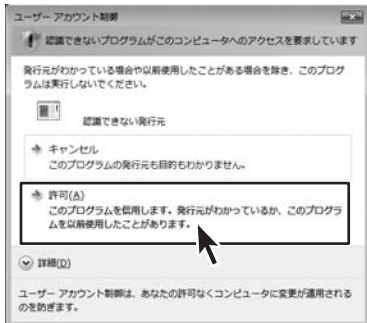 ユーザー アカウント制御
認識できないプログラムがこのコンピュータへのアクセスを要求しています
発行元がわかっている場合や以前使用したことがある場合を除き、このプログ
ラムは実行しないでください。
認識できない発行元
キャンセル
このプログラムの発行元も目的もわかりません。
許可(A)
このプログラムを信用します。発行元がわかっているか、このプログラ
ムを以前使用したことがあります。
詳細(D)
ユーザー アカウント制御は、あなたの許可なくコンピュータに変更が適用される
のを防ぎます。